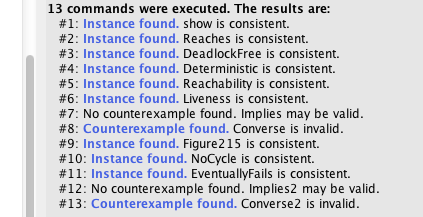 13 commands were executed. The results are:
#1: Instance found. show is consistent.
#2: Instance found. Reaches is consistent.
#3: Instance found. DeadlockFree is consistent.
#4: Instance found. Deterministic is consistent.
#5: Instance found. Reachability is consistent.
#6: Instance found. Liveness is consistent.
#7: No counterexample found. Implies may be valid.
#8: Counterexample found. Converse is invalid.
#9: Instance found. Figure215 is consistent.
#10: Instance found. NoCycle is consistent.
#11: Instance found. EventuallyFails is consistent.
#12: No counterexample found. Implies2 may be valid.
#13: Counterexample found. Converse2 is invalid.